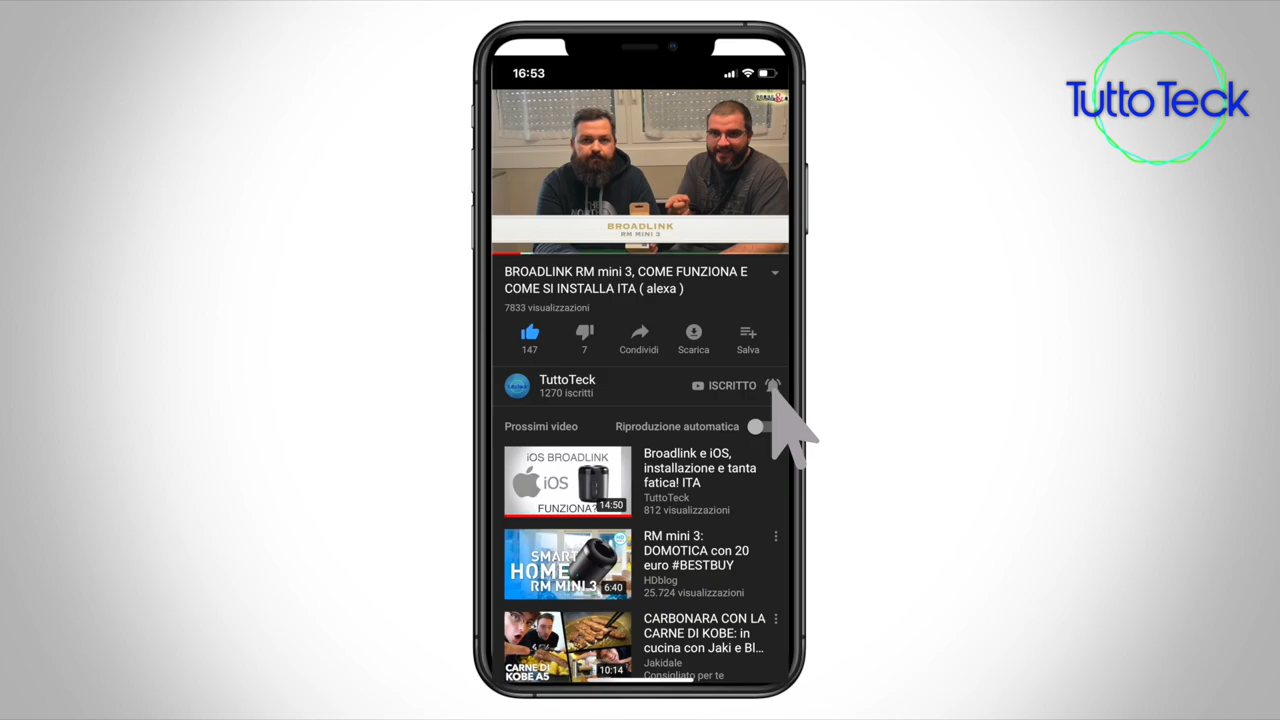 TuttoTeck
16:53
BROADLINK
RM MINI 3
BROADLINK RM mini 3, COME FUNZIONA E
COME SI INSTALLA ITA ( alexa )
7833 visualizzazioni
147
7
Condividi
Scarica
Salva
TuttoTeck
1270 iscritti
ISCRITTO
Prossimi video
Riproduzione automatica
iOS BROADLINK
iOS
FUNZIONA?
14:50
Broadlink e iOS,
installazione e tanta
fatica! ITA
TuttoTeck
812 visualizzazioni
SMART
HOME
RM MINI 3
HD
6:40
RM mini 3:
DOMOTICA con 20
euro #BESTBUY
HDblog
25.724 visualizzazioni
CARNE DI
KOBE A5
10:14
CARBONARA CON LA
CARNE DI KOBE: in
cucina con Jaki e Bl...
Jakidale
Consigliato per te